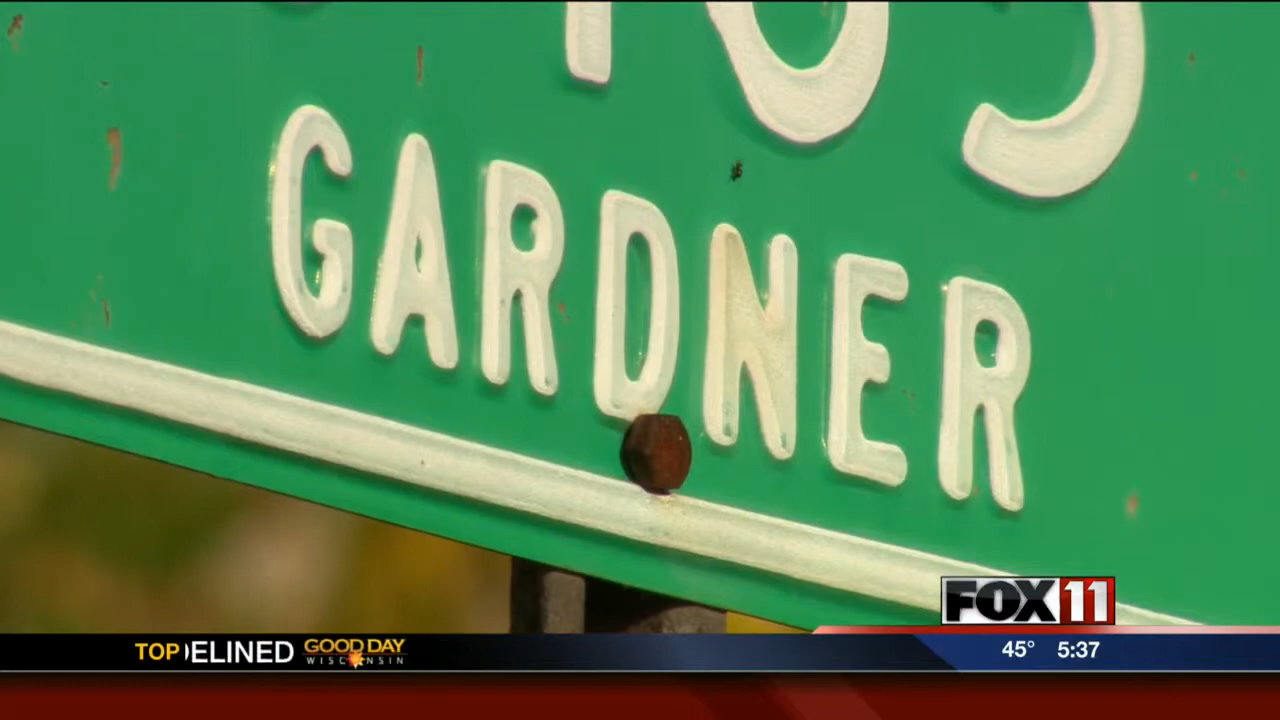 GARDNER
FOX 11
TOP ELINED GOOD DAY
WISCONSIN
45° 5:37